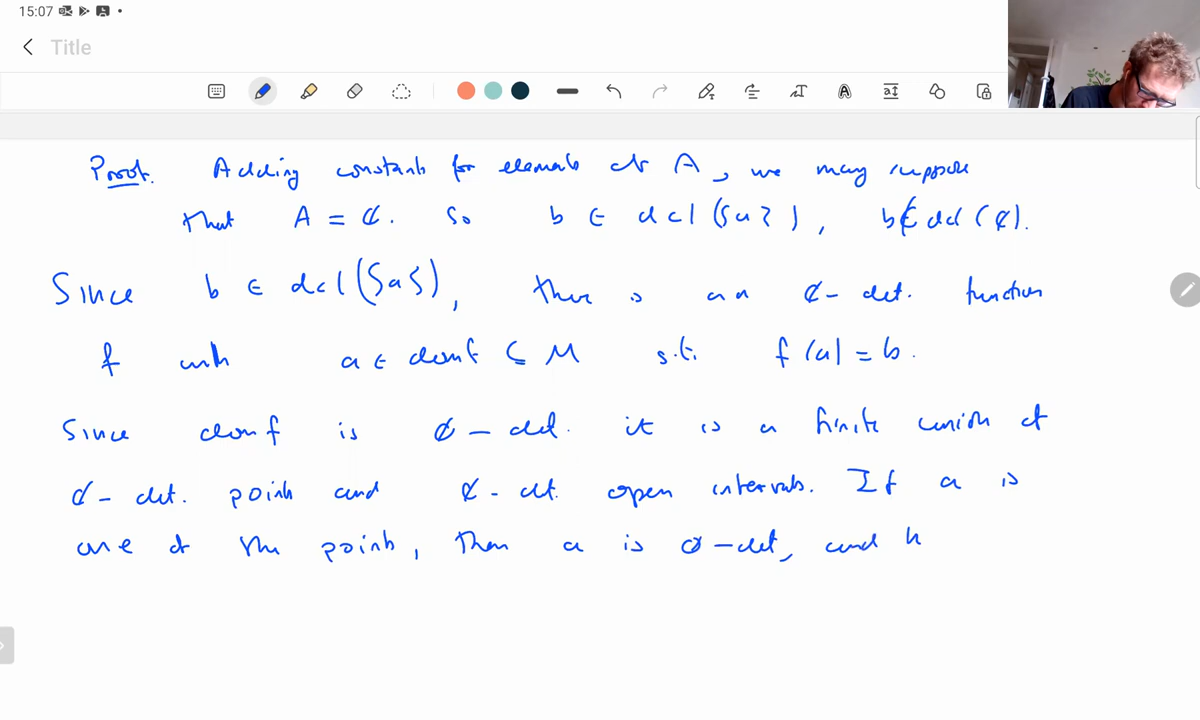 15:07
Title
Proof. Adding constants for elements of A, we may suppose
that A = ∅. So b ∈ dcl({a}), b ∉ dcl(∅).
Since b ∈ dcl({a}), there is an ∅-def. function
f with a ∈ dom f ⊆ M s.t. f(a) = b.
Since dom f is ∅-def. it is a finite union of
∅-def. points and ∅-def. open intervals. If a is
one of the points, then a is ∅-def, and h